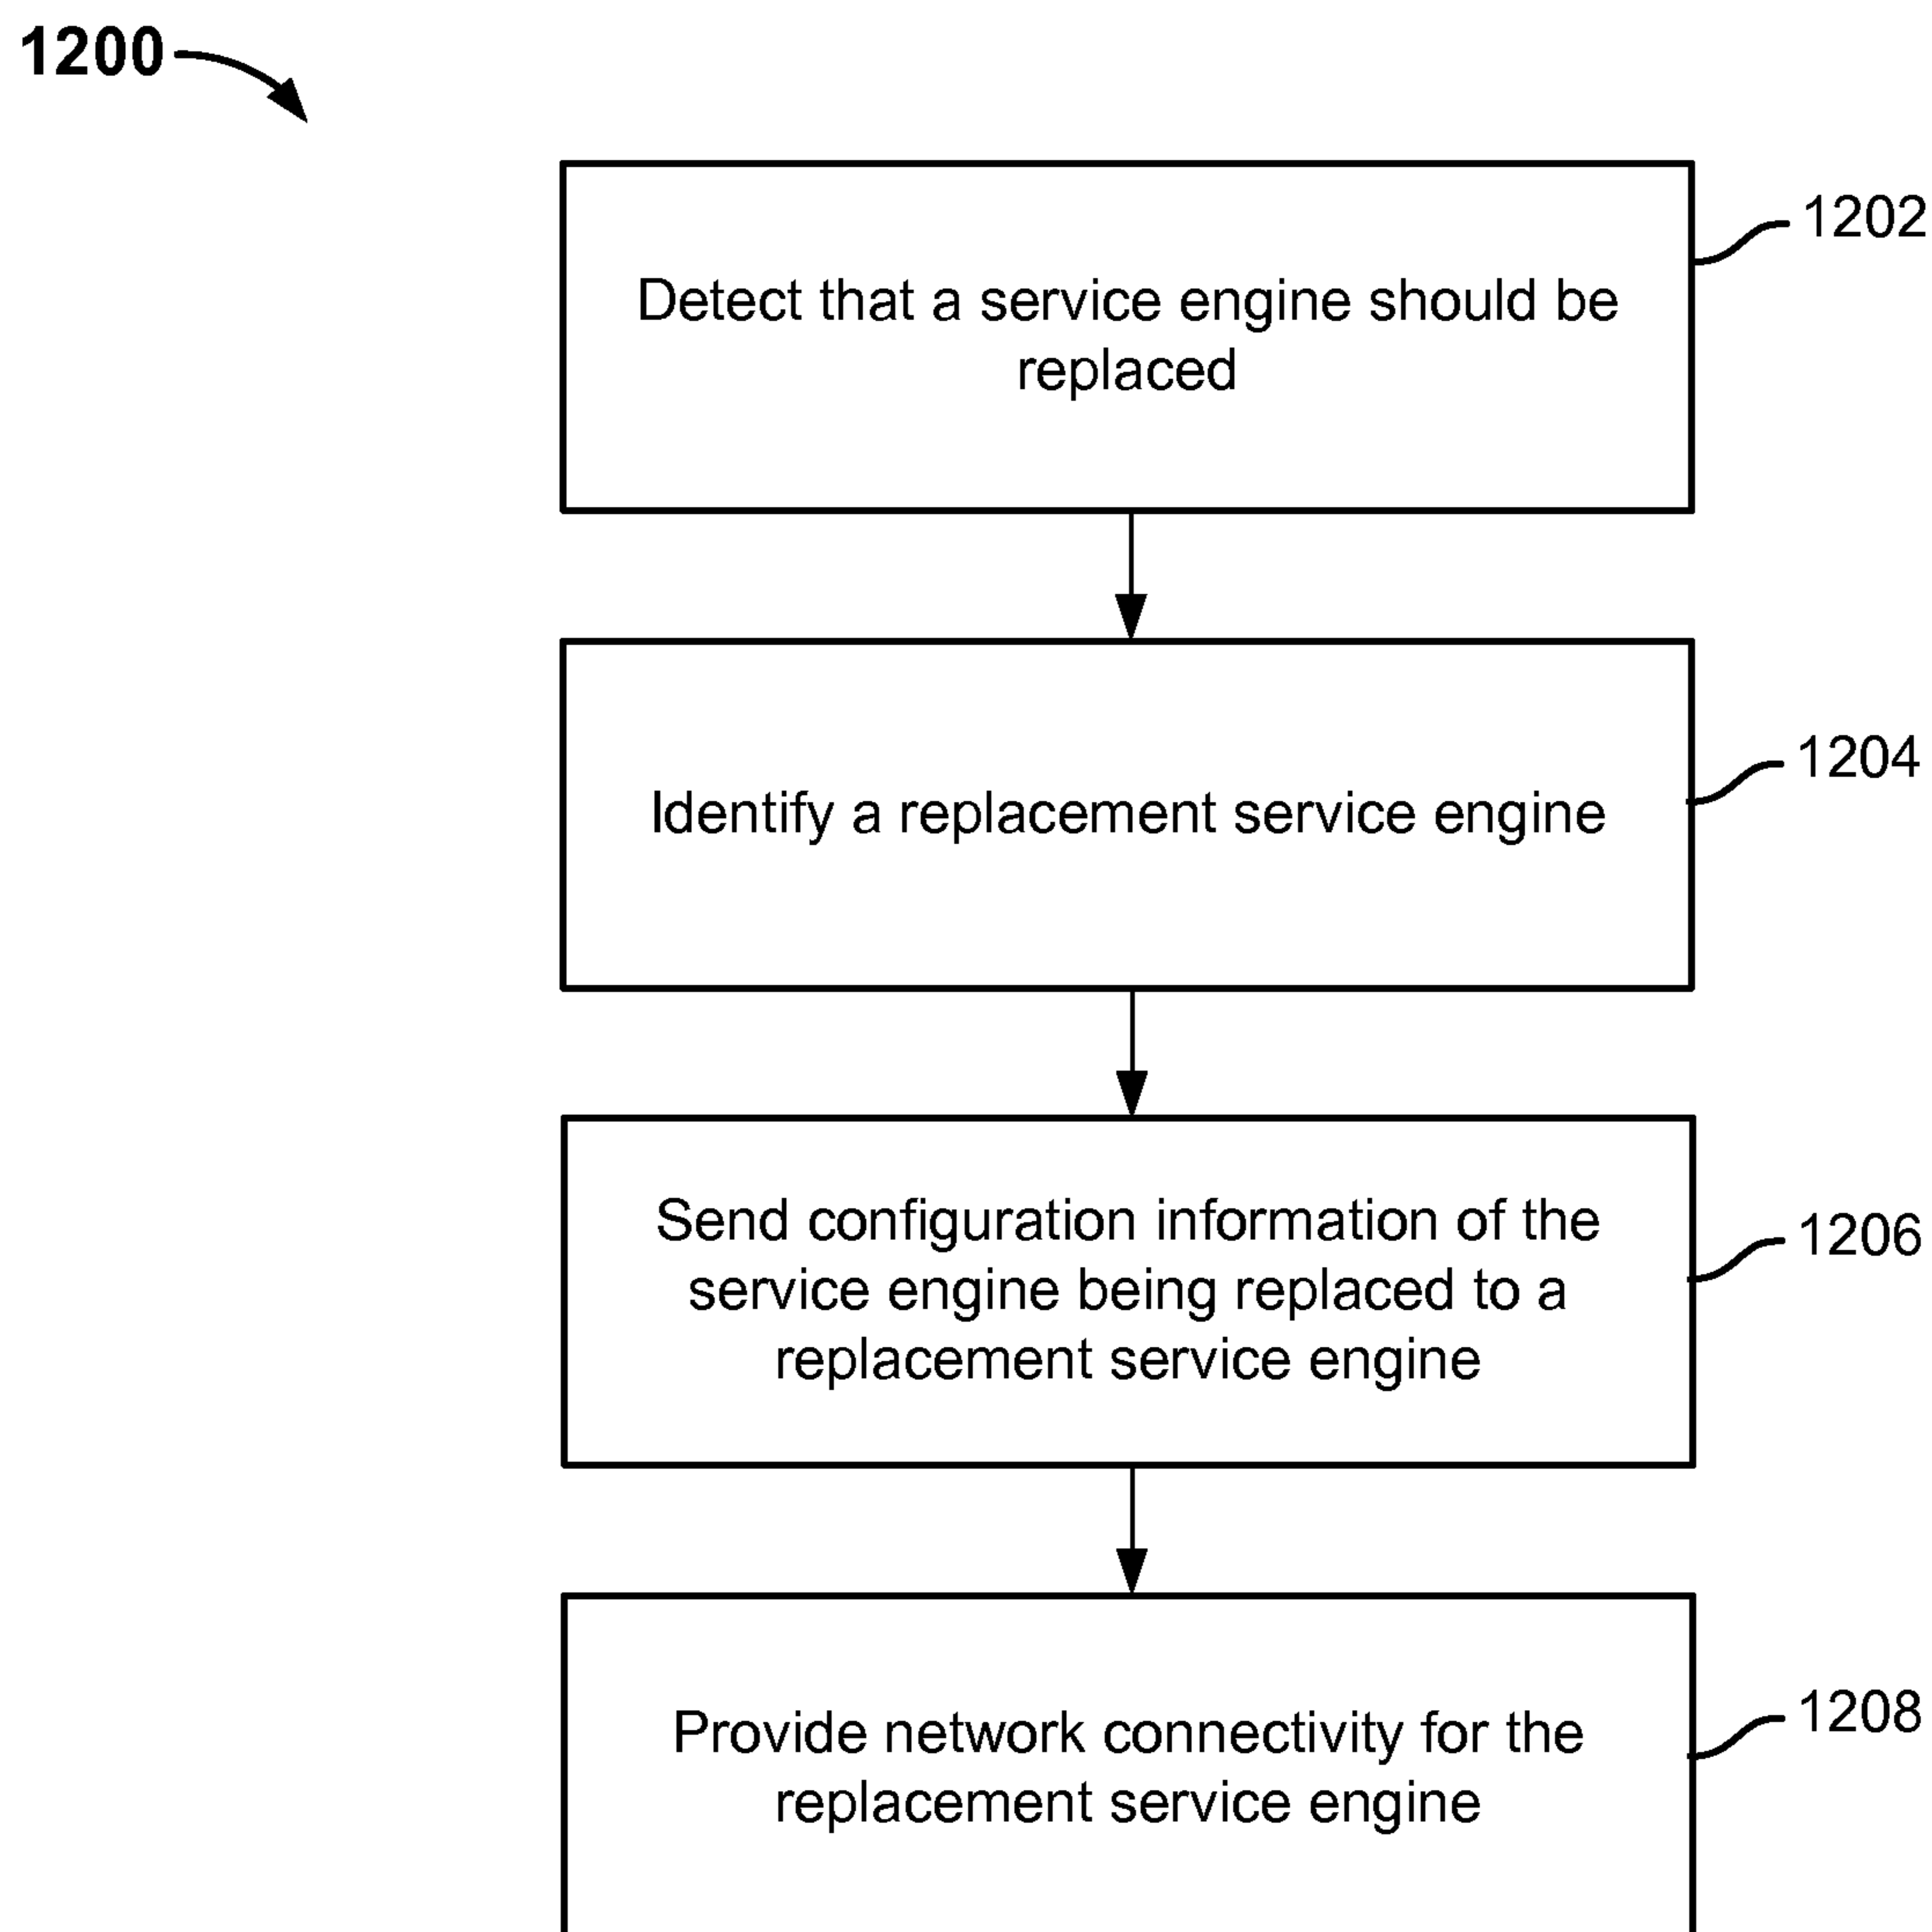 1200
1202
Detect that a service engine should be
replaced
1204
Identify a replacement service engine
1206
Send configuration information of the
service engine being replaced to a
replacement service engine
1208
Provide network connectivity for the
replacement service engine